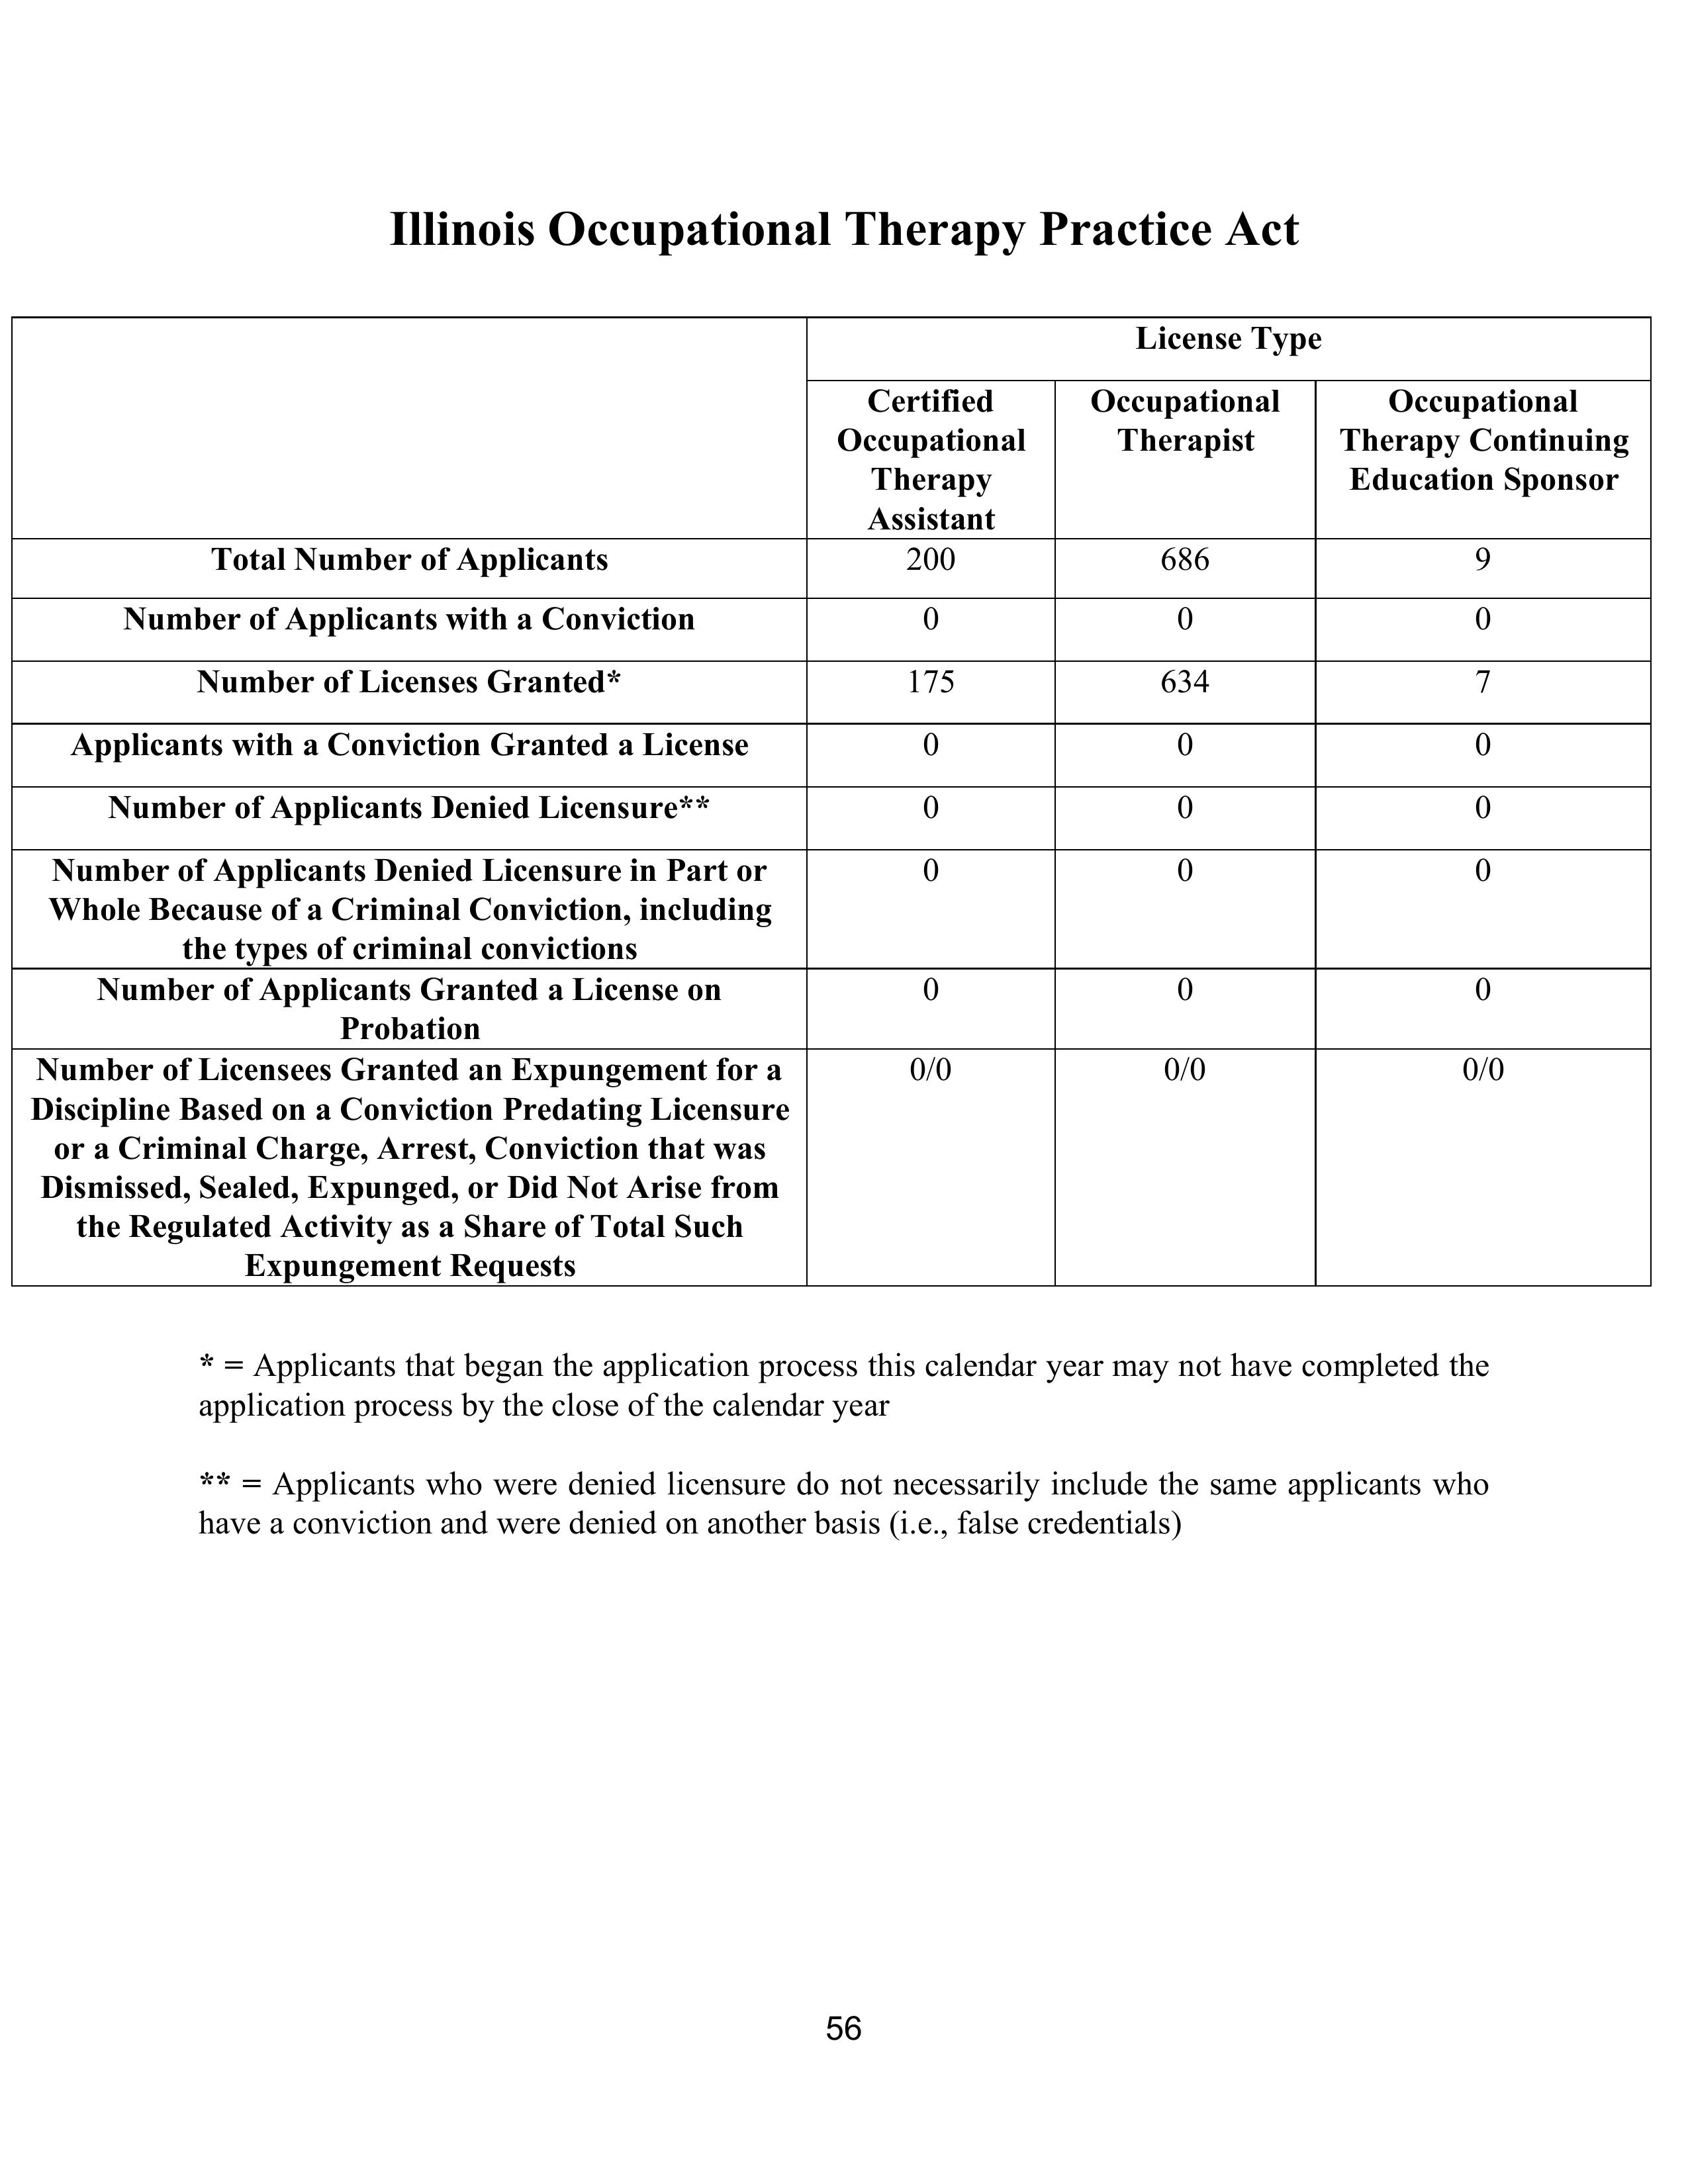 Illinois Occupational Therapy Practice Act
License Type
Certified
Occupational
Therapy
Assistant
Occupational
Therapist
Occupational
Therapy Continuing
Education Sponsor
Total Number of Applicants 200 686 9
Number of Applicants with a Conviction 0 0 0
Number of Licenses Granted* 175 634 7
Applicants with a Conviction Granted a License 0 0 0
Number of Applicants Denied Licensure** 0 0 0
Number of Applicants Denied Licensure in Part or
Whole Because of a Criminal Conviction, including
the types of criminal convictions
0 0 0
Number of Applicants Granted a License on
Probation
0 0 0
Number of Licensees Granted an Expungement for a
Discipline Based on a Conviction Predating Licensure
or a Criminal Charge, Arrest, Conviction that was
Dismissed, Sealed, Expunged, or Did Not Arise from
the Regulated Activity as a Share of Total Such
Expungement Requests
0/0 0/0 0/0
* = Applicants that began the application process this calendar year may not have completed the
application process by the close of the calendar year
** = Applicants who were denied licensure do not necessarily include the same applicants who
have a conviction and were denied on another basis (i.e., false credentials)
56